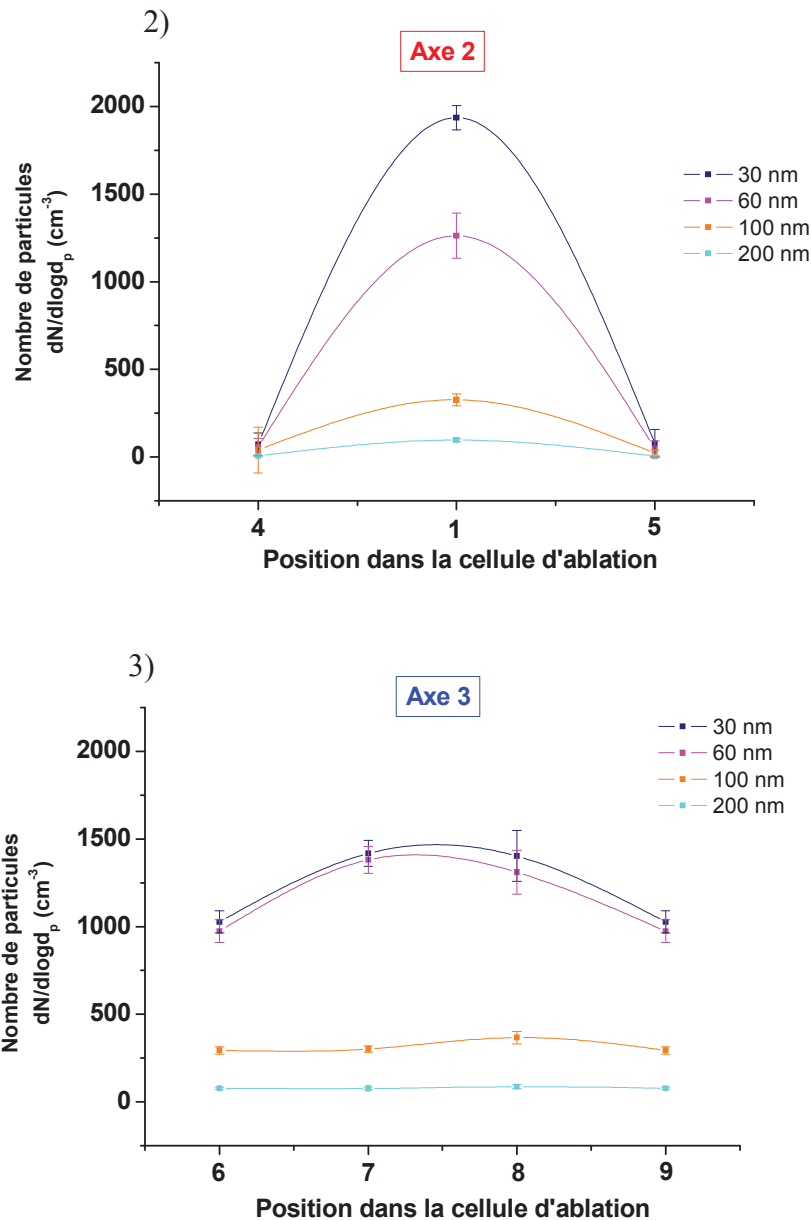 2)
Axe 2
Nombre de particules
dN/dlogd_p (cm^-3)
2000
1500
1000
500
0
30 nm
60 nm
100 nm
200 nm
4 1 5
Position dans la cellule d'ablation
3)
Axe 3
Nombre de particules
dN/dlogd_p (cm^-3)
2000
1500
1000
500
0
30 nm
60 nm
100 nm
200 nm
6 7 8 9
Position dans la cellule d'ablation